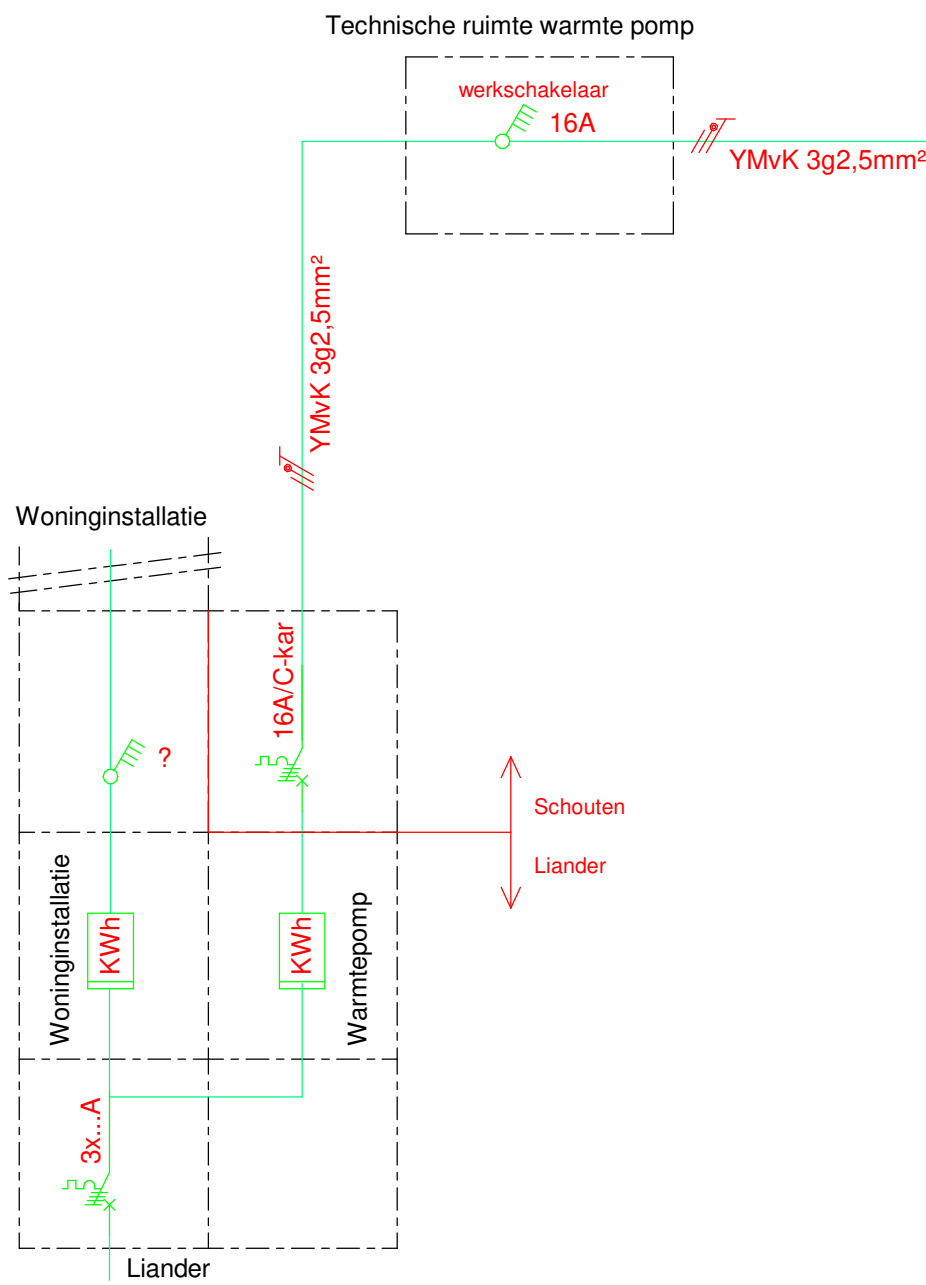 Technische ruimte warmte pomp
werkschakelaar
16A
YMvK 3g2,5mm²
YMvK 3g2,5mm²
Woninginstallatie
16A/C-kar
?
Schouten
Liander
Woninginstallatie
KWh
KWh
Warmtepomp
3x...A
Liander